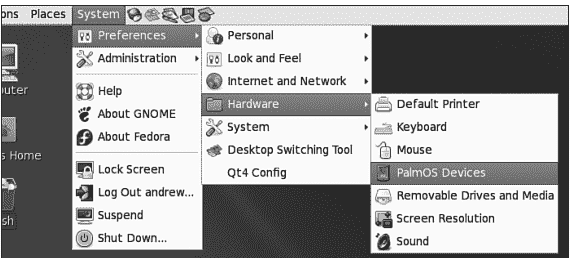 ons Places System
Preferences
Administration
Help
About GNOME
About Fedora
Lock Screen
Log Out andrew...
Suspend
Shut Down...
Personal
Look and Feel
Internet and Network
Hardware
System
Desktop Switching Tool
Qt4 Config
Default Printer
Keyboard
Mouse
PalmOS Devices
Removable Drives and Media
Screen Resolution
Sound
puter
s Home
sh